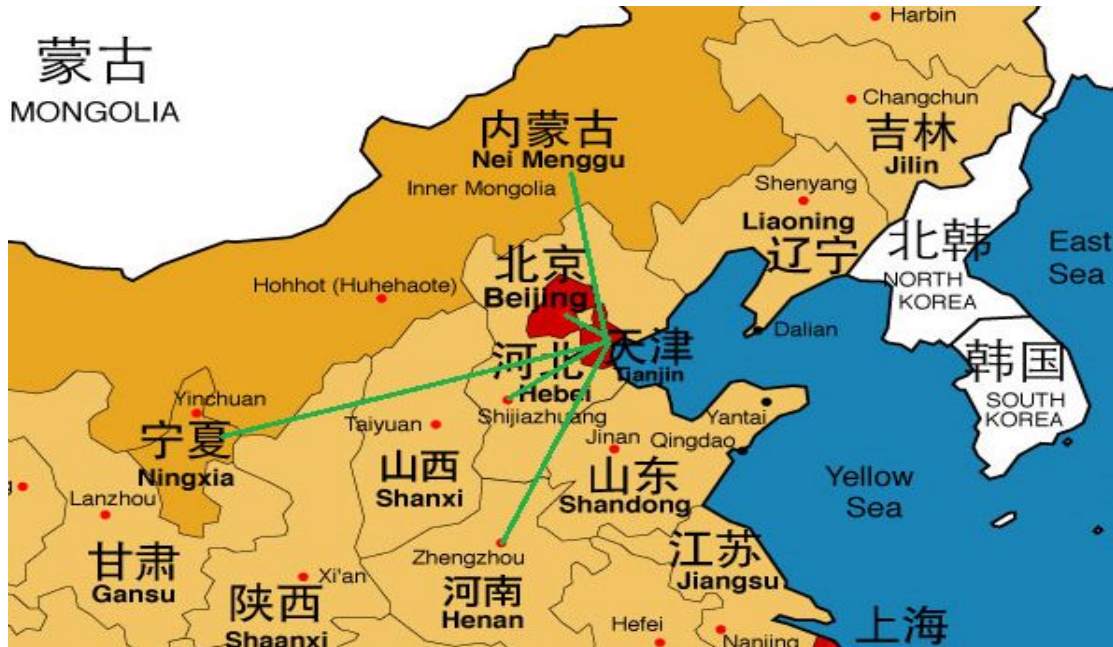 Harbin
蒙古
MONGOLIA
Changchun
吉林
Jilin
内蒙古
Nei Menggu
Inner Mongolia
Shenyang
Liaoning
辽宁
北韩
NORTH
KOREA
East
Sea
北京
Beijing
Hohhot (Huhehaote)
Dalian
天津
Tianjin
河北
Hebei
Shijiazhuang
韩国
SOUTH
KOREA
Yinchuan
宁夏
Ningxia
Taiyuan
山西
Shanxi
Jinan
Yantai
Qingdao
山东
Shandong
Yellow
Sea
Lanzhou
甘肃
Gansu
Xi'an
陕西
Shaanxi
Zhengzhou
河南
Henan
江苏
Jiangsu
Hefei
Nanjing
上海